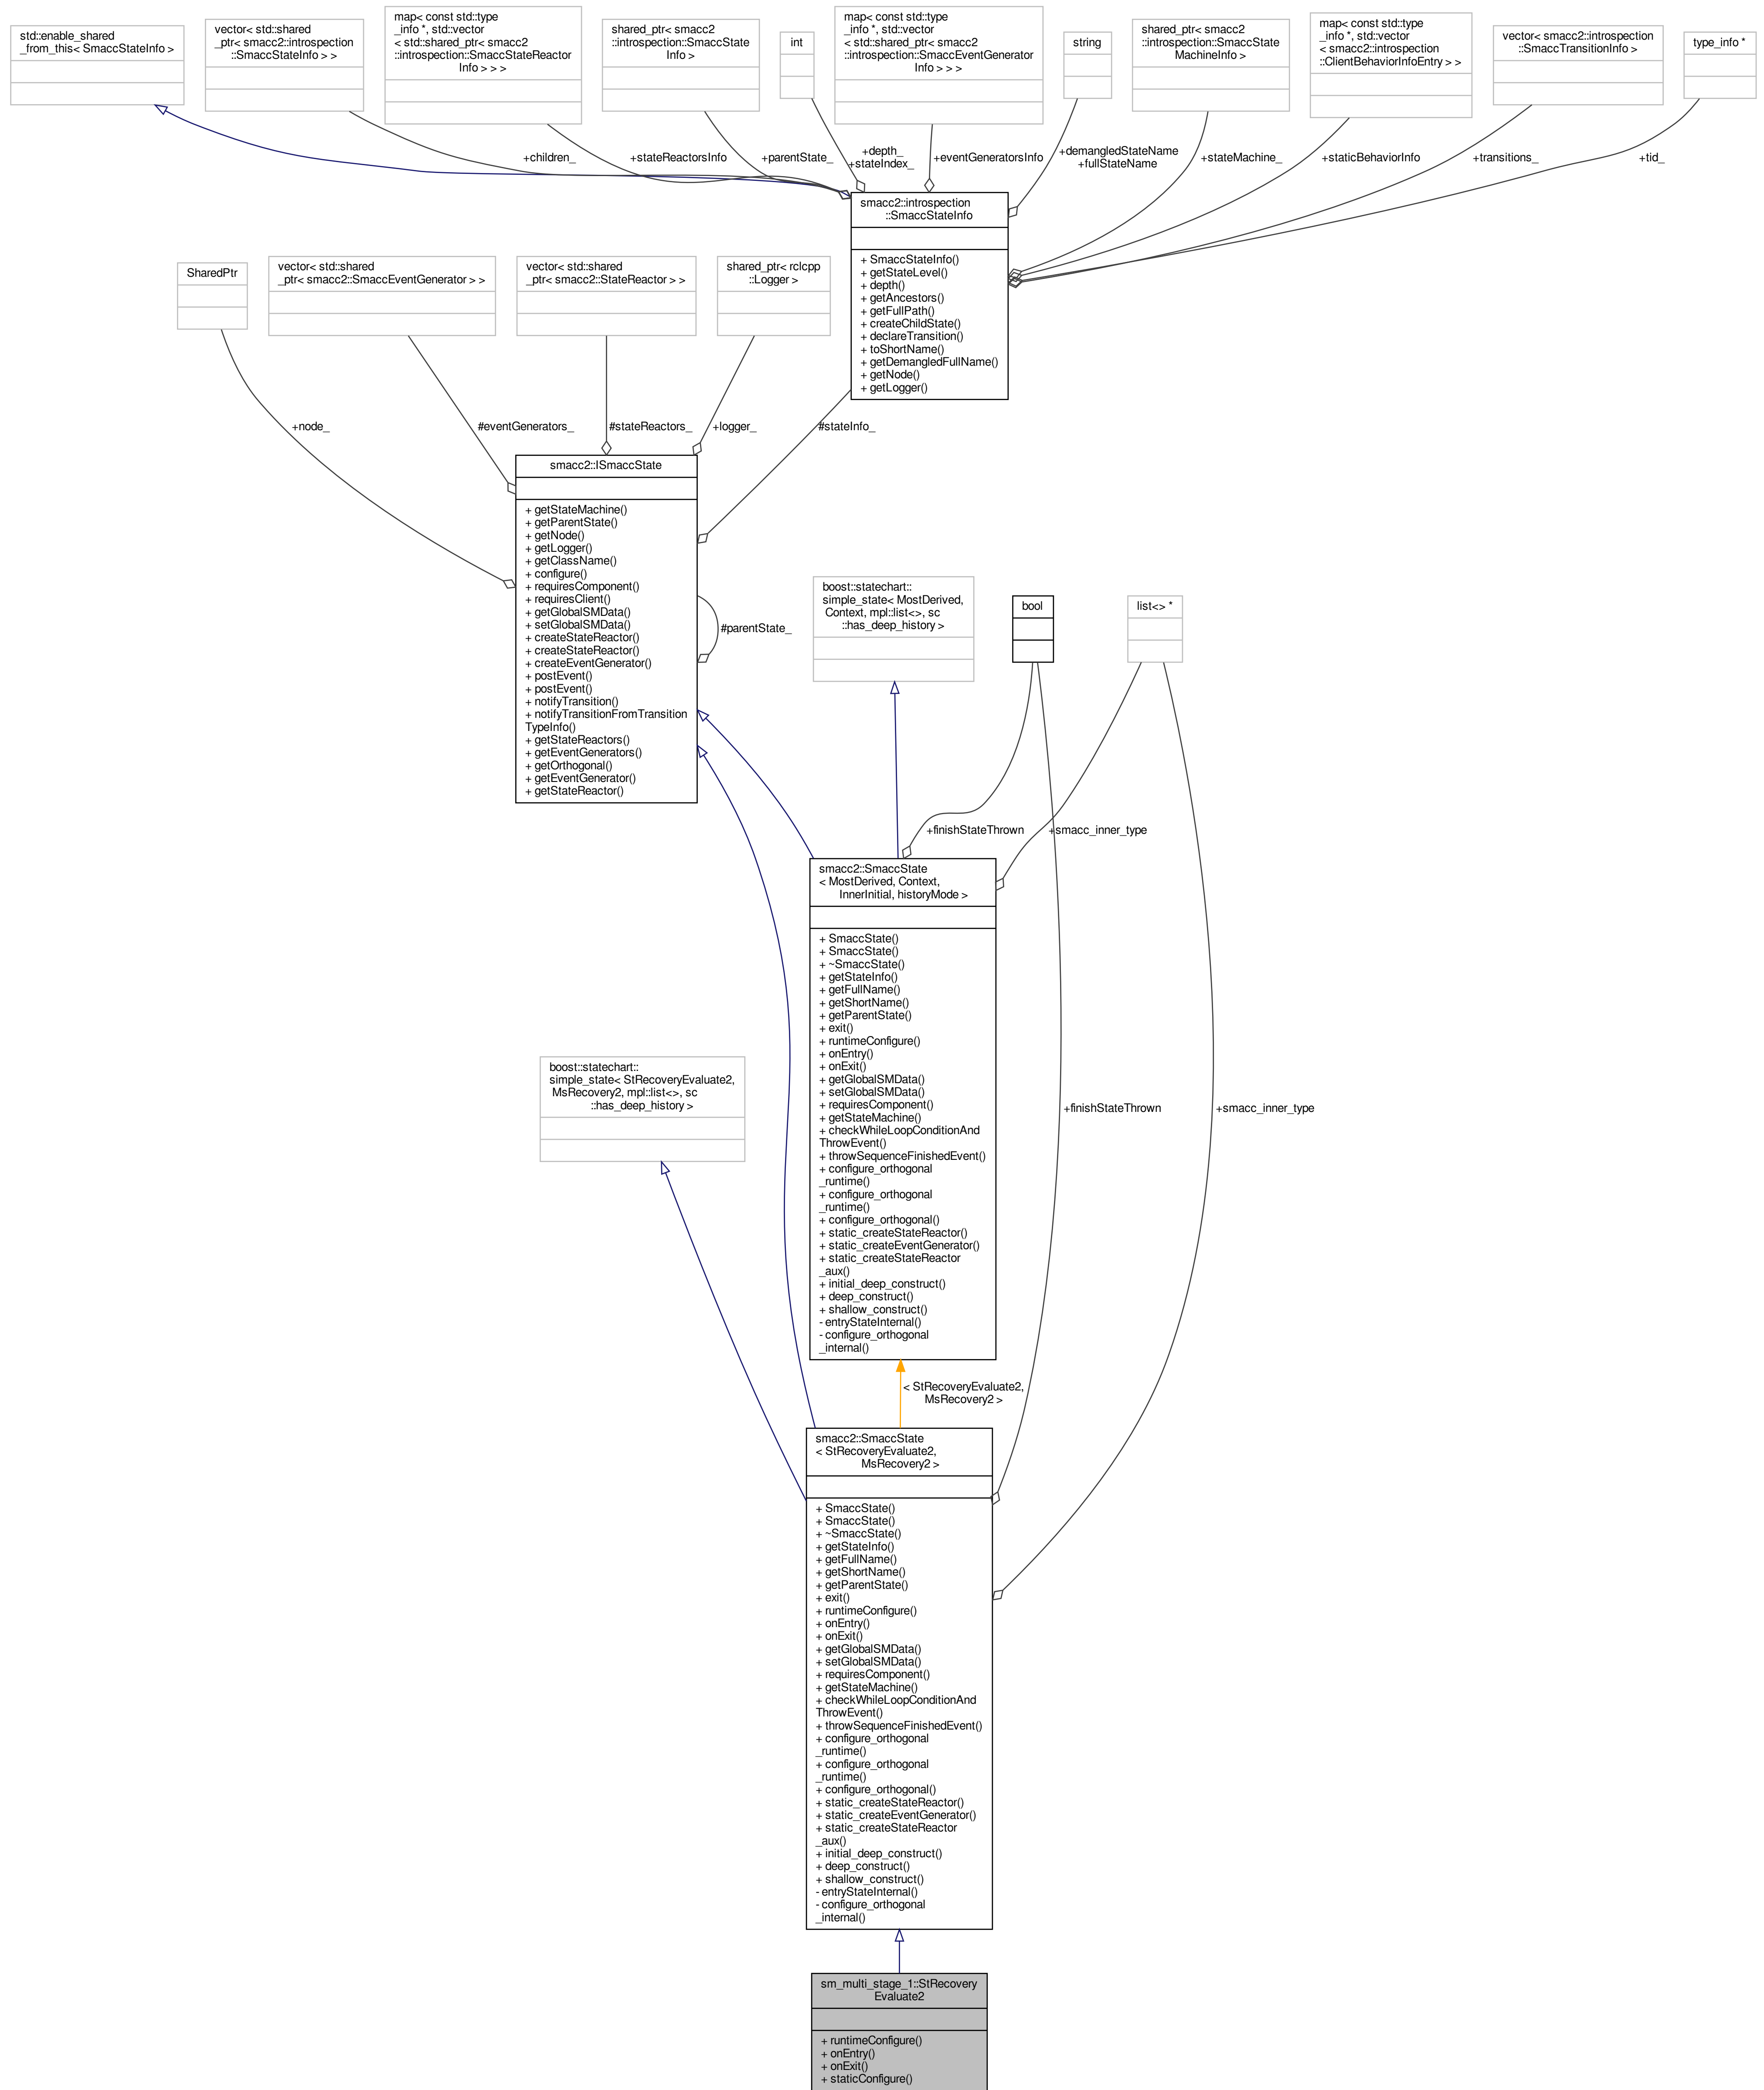 std::enable_shared
_from_this< SmaccStateInfo >
vector< std::shared
_ptr< smacc2::introspection
::SmaccStateInfo > >
map< const std::type
_info *, std::vector
< std::shared_ptr< smacc2
::introspection::SmaccStateReactor
Info > > >
shared_ptr< smacc2
::introspection::SmaccState
Info >
int
map< const std::type
_info *, std::vector
< std::shared_ptr< smacc2
::introspection::SmaccEventGenerator
Info > > >
string
shared_ptr< smacc2
::introspection::SmaccState
MachineInfo >
map< const std::type
_info *, std::vector
< smacc2::introspection
::ClientBehaviorInfoEntry > >
vector< smacc2::introspection
::SmaccTransitionInfo >
type_info *
+children_
+stateReactorsInfo
+parentState_
+depth_
+stateIndex_
+eventGeneratorsInfo
+demangledStateName
+fullStateName
+stateMachine_
+staticBehaviorInfo
+transitions_
+tid_
smacc2::introspection
::SmaccStateInfo
+ SmaccStateInfo()
+ getStateLevel()
+ depth()
+ getAncestors()
+ getFullPath()
+ createChildState()
+ declareTransition()
+ toShortName()
+ getDemangledFullName()
+ getNode()
+ getLogger()
SharedPtr
vector< std::shared
_ptr< smacc2::SmaccEventGenerator > >
vector< std::shared
_ptr< smacc2::StateReactor > >
shared_ptr< rclcpp
::Logger >
+node_
#eventGenerators_
#stateReactors_
+logger_
#stateInfo_
smacc2::ISmaccState
+ getStateMachine()
+ getParentState()
+ getNode()
+ getLogger()
+ getClassName()
+ configure()
+ requiresComponent()
+ requiresClient()
+ getGlobalSMData()
+ setGlobalSMData()
+ createStateReactor()
+ createStateReactor()
+ createEventGenerator()
+ postEvent()
+ postEvent()
+ notifyTransition()
+ notifyTransitionFromTransition
TypeInfo()
+ getStateReactors()
+ getEventGenerators()
+ getOrthogonal()
+ getEventGenerator()
+ getStateReactor()
#parentState_
boost::statechart::
simple_state< MostDerived,
Context, mpl::list<>, sc
::has_deep_history >
bool
list<> *
+finishStateThrown
+smacc_inner_type
smacc2::SmaccState
< MostDerived, Context,
InnerInitial, historyMode >
+ SmaccState()
+ SmaccState()
+ ~SmaccState()
+ getStateInfo()
+ getFullName()
+ getShortName()
+ getParentState()
+ exit()
+ runtimeConfigure()
+ onEntry()
+ onExit()
+ getGlobalSMData()
+ setGlobalSMData()
+ requiresComponent()
+ getStateMachine()
+ checkWhileLoopConditionAnd
ThrowEvent()
+ throwSequenceFinishedEvent()
+ configure_orthogonal
_runtime()
+ configure_orthogonal
_runtime()
+ configure_orthogonal()
+ static_createStateReactor()
+ static_createEventGenerator()
+ static_createStateReactor
_aux()
+ initial_deep_construct()
+ deep_construct()
+ shallow_construct()
- entryStateInternal()
- configure_orthogonal
_internal()
boost::statechart::
simple_state< StRecoveryEvaluate2,
MsRecovery2, mpl::list<>, sc
::has_deep_history >
+finishStateThrown
+smacc_inner_type
< StRecoveryEvaluate2,
MsRecovery2 >
smacc2::SmaccState
< StRecoveryEvaluate2,
MsRecovery2 >
+ SmaccState()
+ SmaccState()
+ ~SmaccState()
+ getStateInfo()
+ getFullName()
+ getShortName()
+ getParentState()
+ exit()
+ runtimeConfigure()
+ onEntry()
+ onExit()
+ getGlobalSMData()
+ setGlobalSMData()
+ requiresComponent()
+ getStateMachine()
+ checkWhileLoopConditionAnd
ThrowEvent()
+ throwSequenceFinishedEvent()
+ configure_orthogonal
_runtime()
+ configure_orthogonal
_runtime()
+ configure_orthogonal()
+ static_createStateReactor()
+ static_createEventGenerator()
+ static_createStateReactor
_aux()
+ initial_deep_construct()
+ deep_construct()
+ shallow_construct()
- entryStateInternal()
- configure_orthogonal
_internal()
sm_multi_stage_1::StRecovery
Evaluate2
+ runtimeConfigure()
+ onEntry()
+ onExit()
+ staticConfigure()